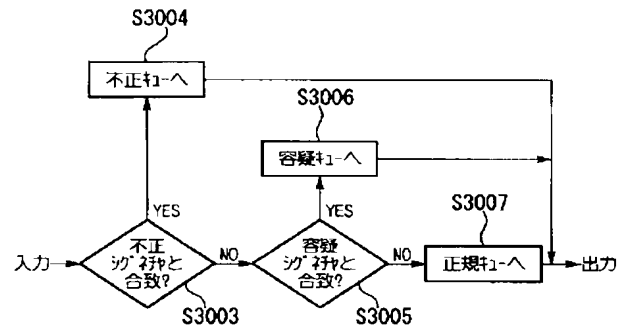 S3004
不正ｷｭｰへ
S3006
容疑ｷｭｰへ
S3007
YES
YES
入力
不正
ｼｸﾞﾈﾁｬと
合致?
NO
容疑
ｼｸﾞﾈﾁｬと
合致?
NO
正規ｷｭｰへ
出力
S3003
S3005